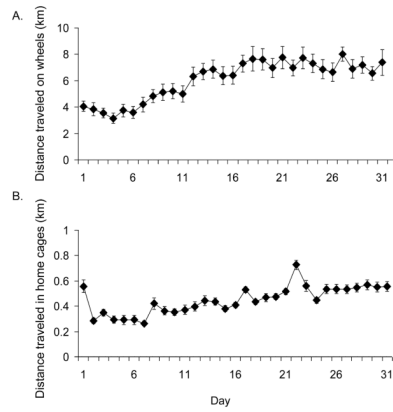 A.
Distance traveled on wheels (km)
10
8
6
4
2
0
1 6 11 16 21 26 31
B.
Distance traveled in home cages (km)
1
0.8
0.6
0.4
0.2
0
1 6 11 16 21 26 31
Day